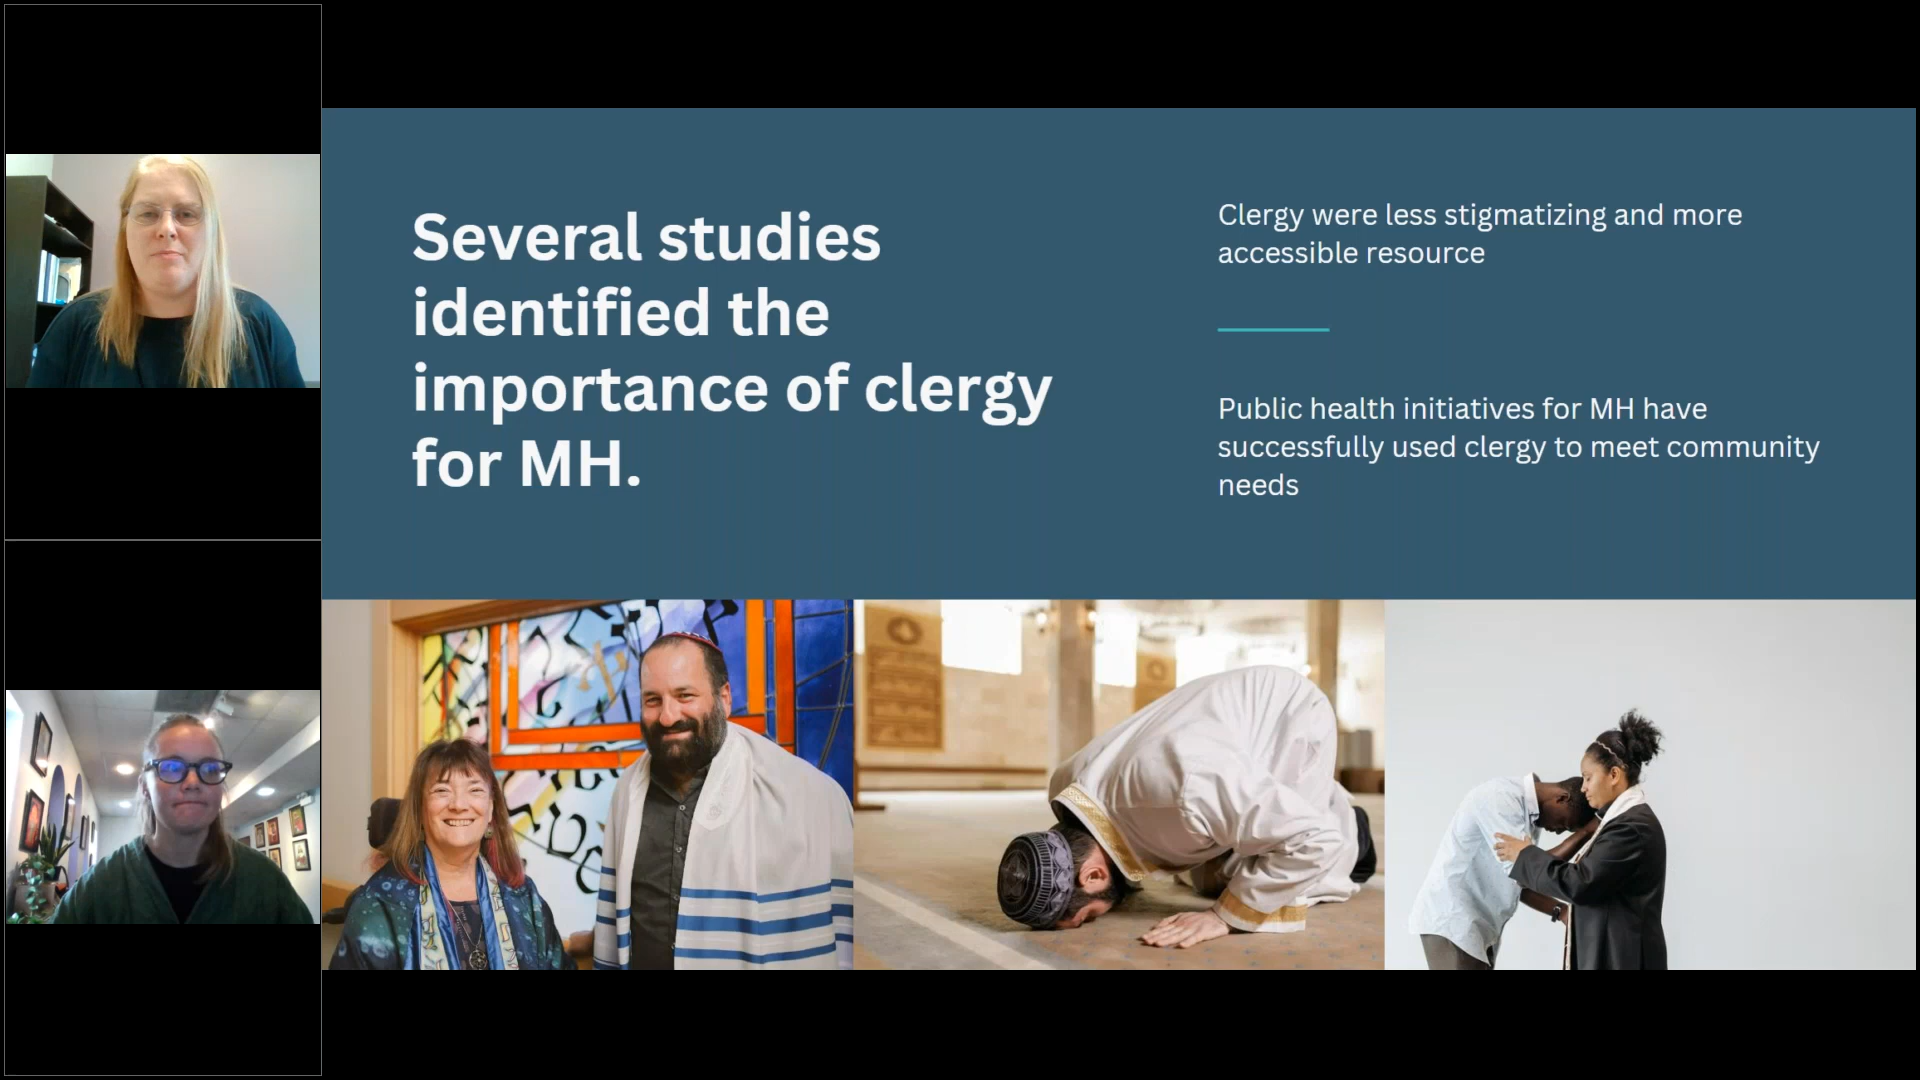 Several studies
identified the
importance of clergy
for MH.
Clergy were less stigmatizing and more
accessible resource
Public health initiatives for MH have
successfully used clergy to meet community
needs